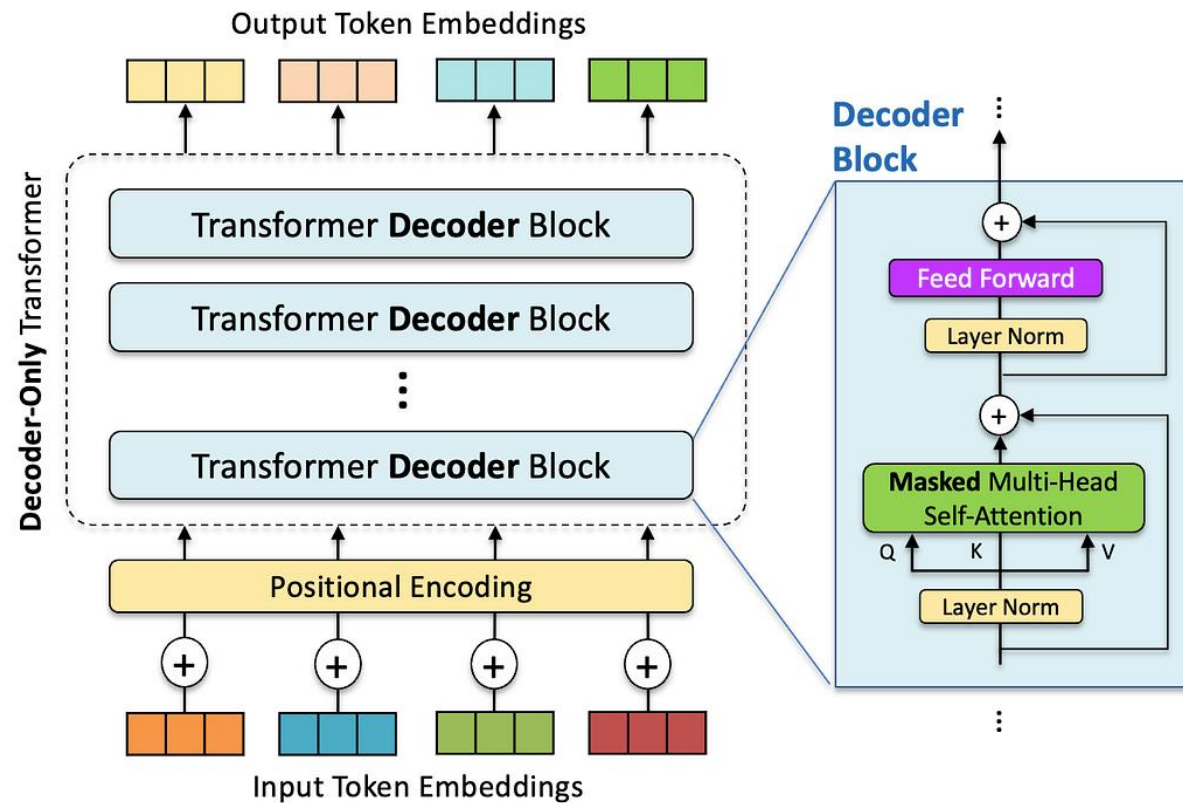 Output Token Embeddings
Decoder-Only Transformer
Transformer Decoder Block
Transformer Decoder Block
⋮
Transformer Decoder Block
Positional Encoding
+ + + +
Input Token Embeddings
Decoder
Block
⋮
+
Feed Forward
Layer Norm
+
Masked Multi-Head
Self-Attention
Q K V
Layer Norm
⋮